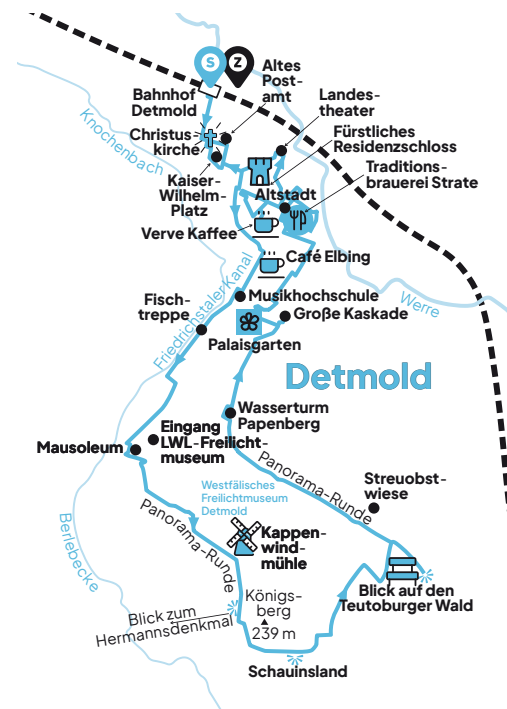 S
Z
Altes
Post-
amt
Bahnhof
Detmold
Landes-
theater
Knochenbach
Christus-
kirche
Fürstliches
Residenzschloss
Kaiser-
Wilhelm-
Platz
Traditions-
brauerei Strate
Altstadt
Verve Kaffee
Café Elbing
Friedrichstaler Kanal
Werre
Fisch-
treppe
Musikhochschule
Große Kaskade
Palaisgarten
Detmold
Wasserturm
Papenberg
Eingang
LWL-Freilicht-
museum
Mausoleum
Panorama-Runde
Streuobst-
wiese
Westfälisches
Freilichtmuseum
Detmold
Panorama-Runde
Kappen-
wind-
mühle
Berlebecke
Blick auf den
Teutoburger Wald
Königs-
berg
239 m
Blick zum
Hermannsdenkmal
Schauinsland